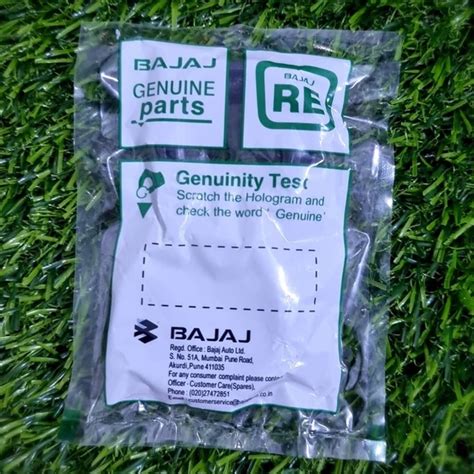 BAJAJ
GENUINE
parts
BAJAJ
RE
Genuinity Test
Scratch the Hologram and
check the word ' Genuine'
BAJAJ
Regd. Office : Bajaj Auto Ltd.
S. No. 51A, Mumbai Pune Road,
Akurdi,Pune 411035
For any consumer complaint please contact
Officer - Customer Care(Spares),
Phone : (020)27472851
customerservice@